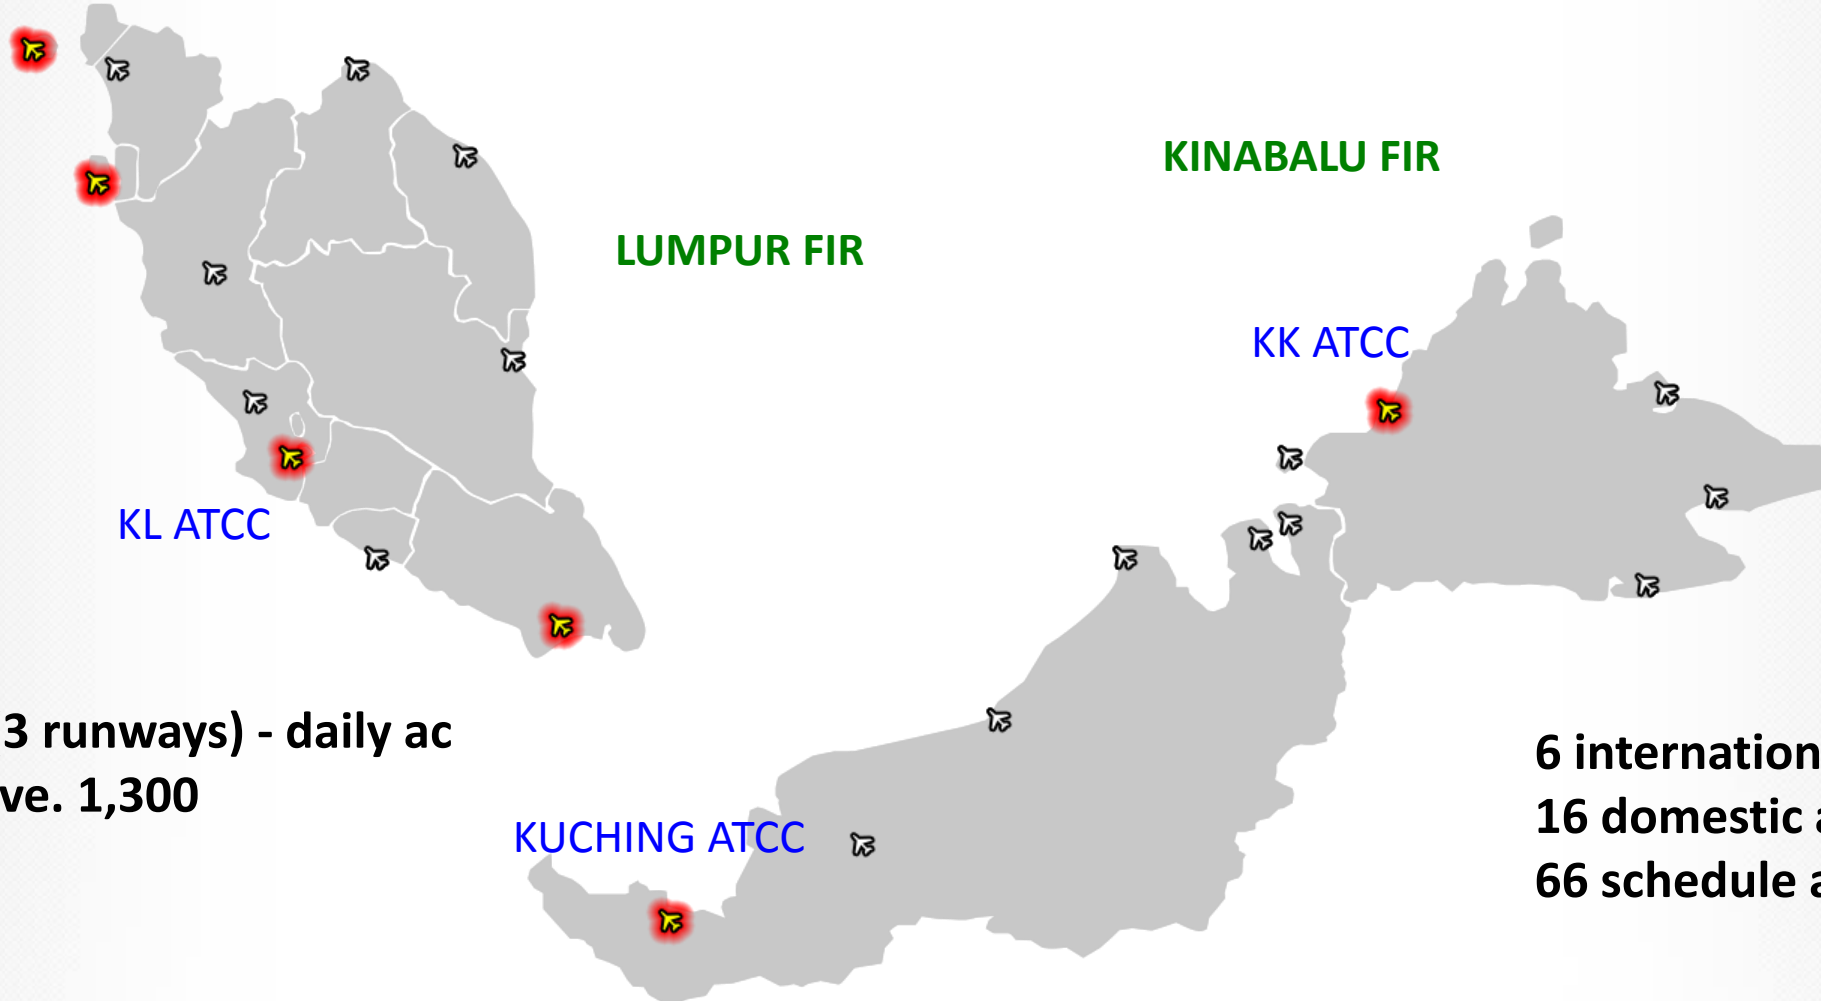 KINABALU FIR
LUMPUR FIR
KK ATCC
KL ATCC
3 runways) - daily ac
ve. 1,300
KUCHING ATCC
6 internation
16 domestic a
66 schedule a